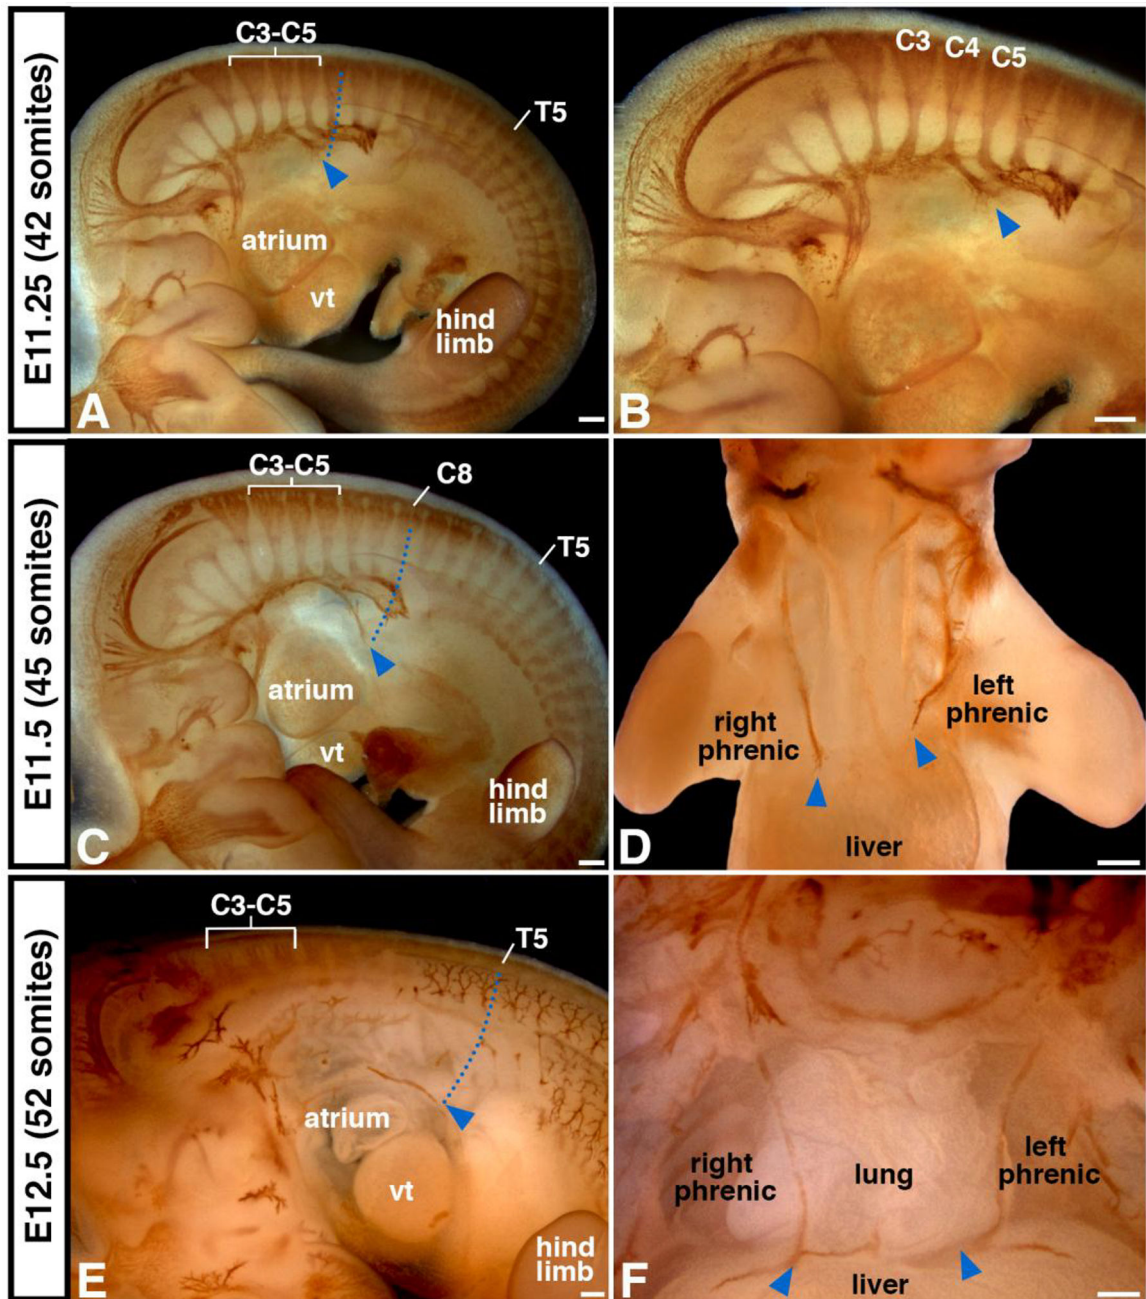 E11.25 (42 somites)
C3-C5
T5
atrium
vt
hind
limb
A
C3 C4 C5
B
E11.5 (45 somites)
C3-C5
C8
T5
atrium
vt
hind
limb
C
left
phrenic
right
phrenic
liver
D
E12.5 (52 somites)
C3-C5
T5
atrium
vt
hind
limb
E
right
phrenic
lung
left
phrenic
liver
F